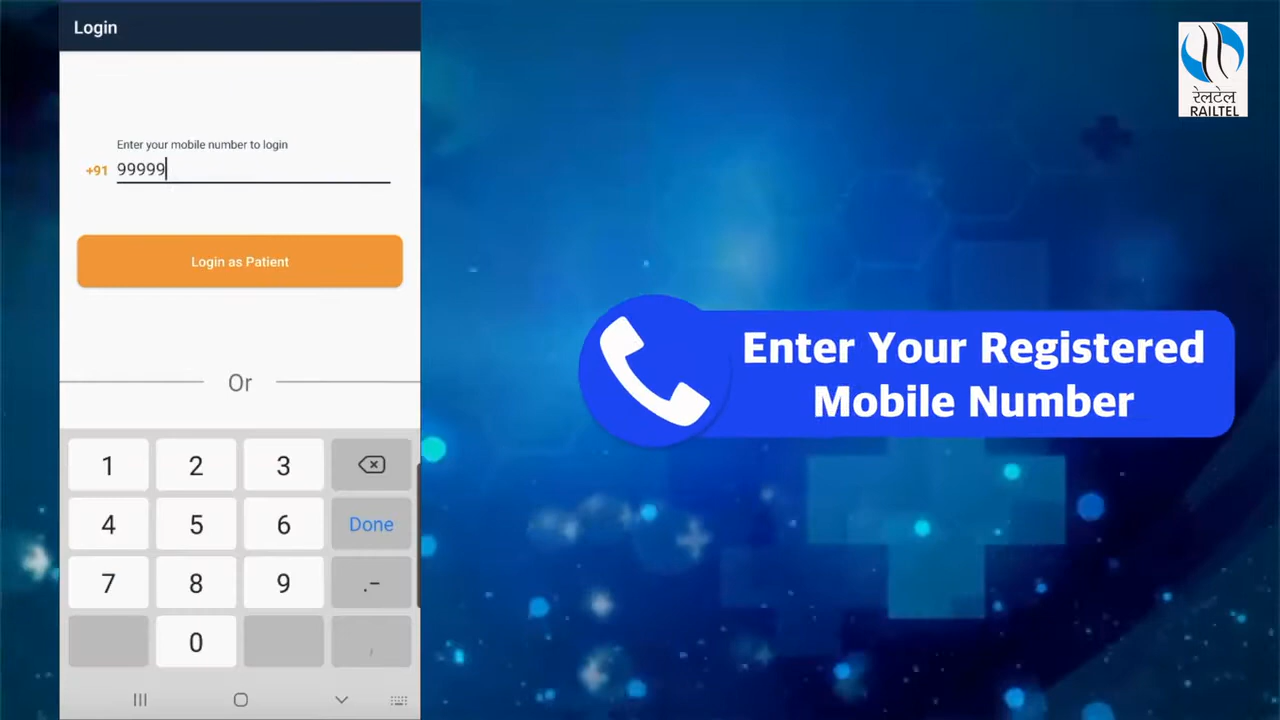 Login
Enter your mobile number to login
+91 99999
Login as Patient
Or
1 2 3
4 5 6 Done
7 8 9 .-
0 ,
Enter Your Registered
Mobile Number
रेलटेल
RAILTEL